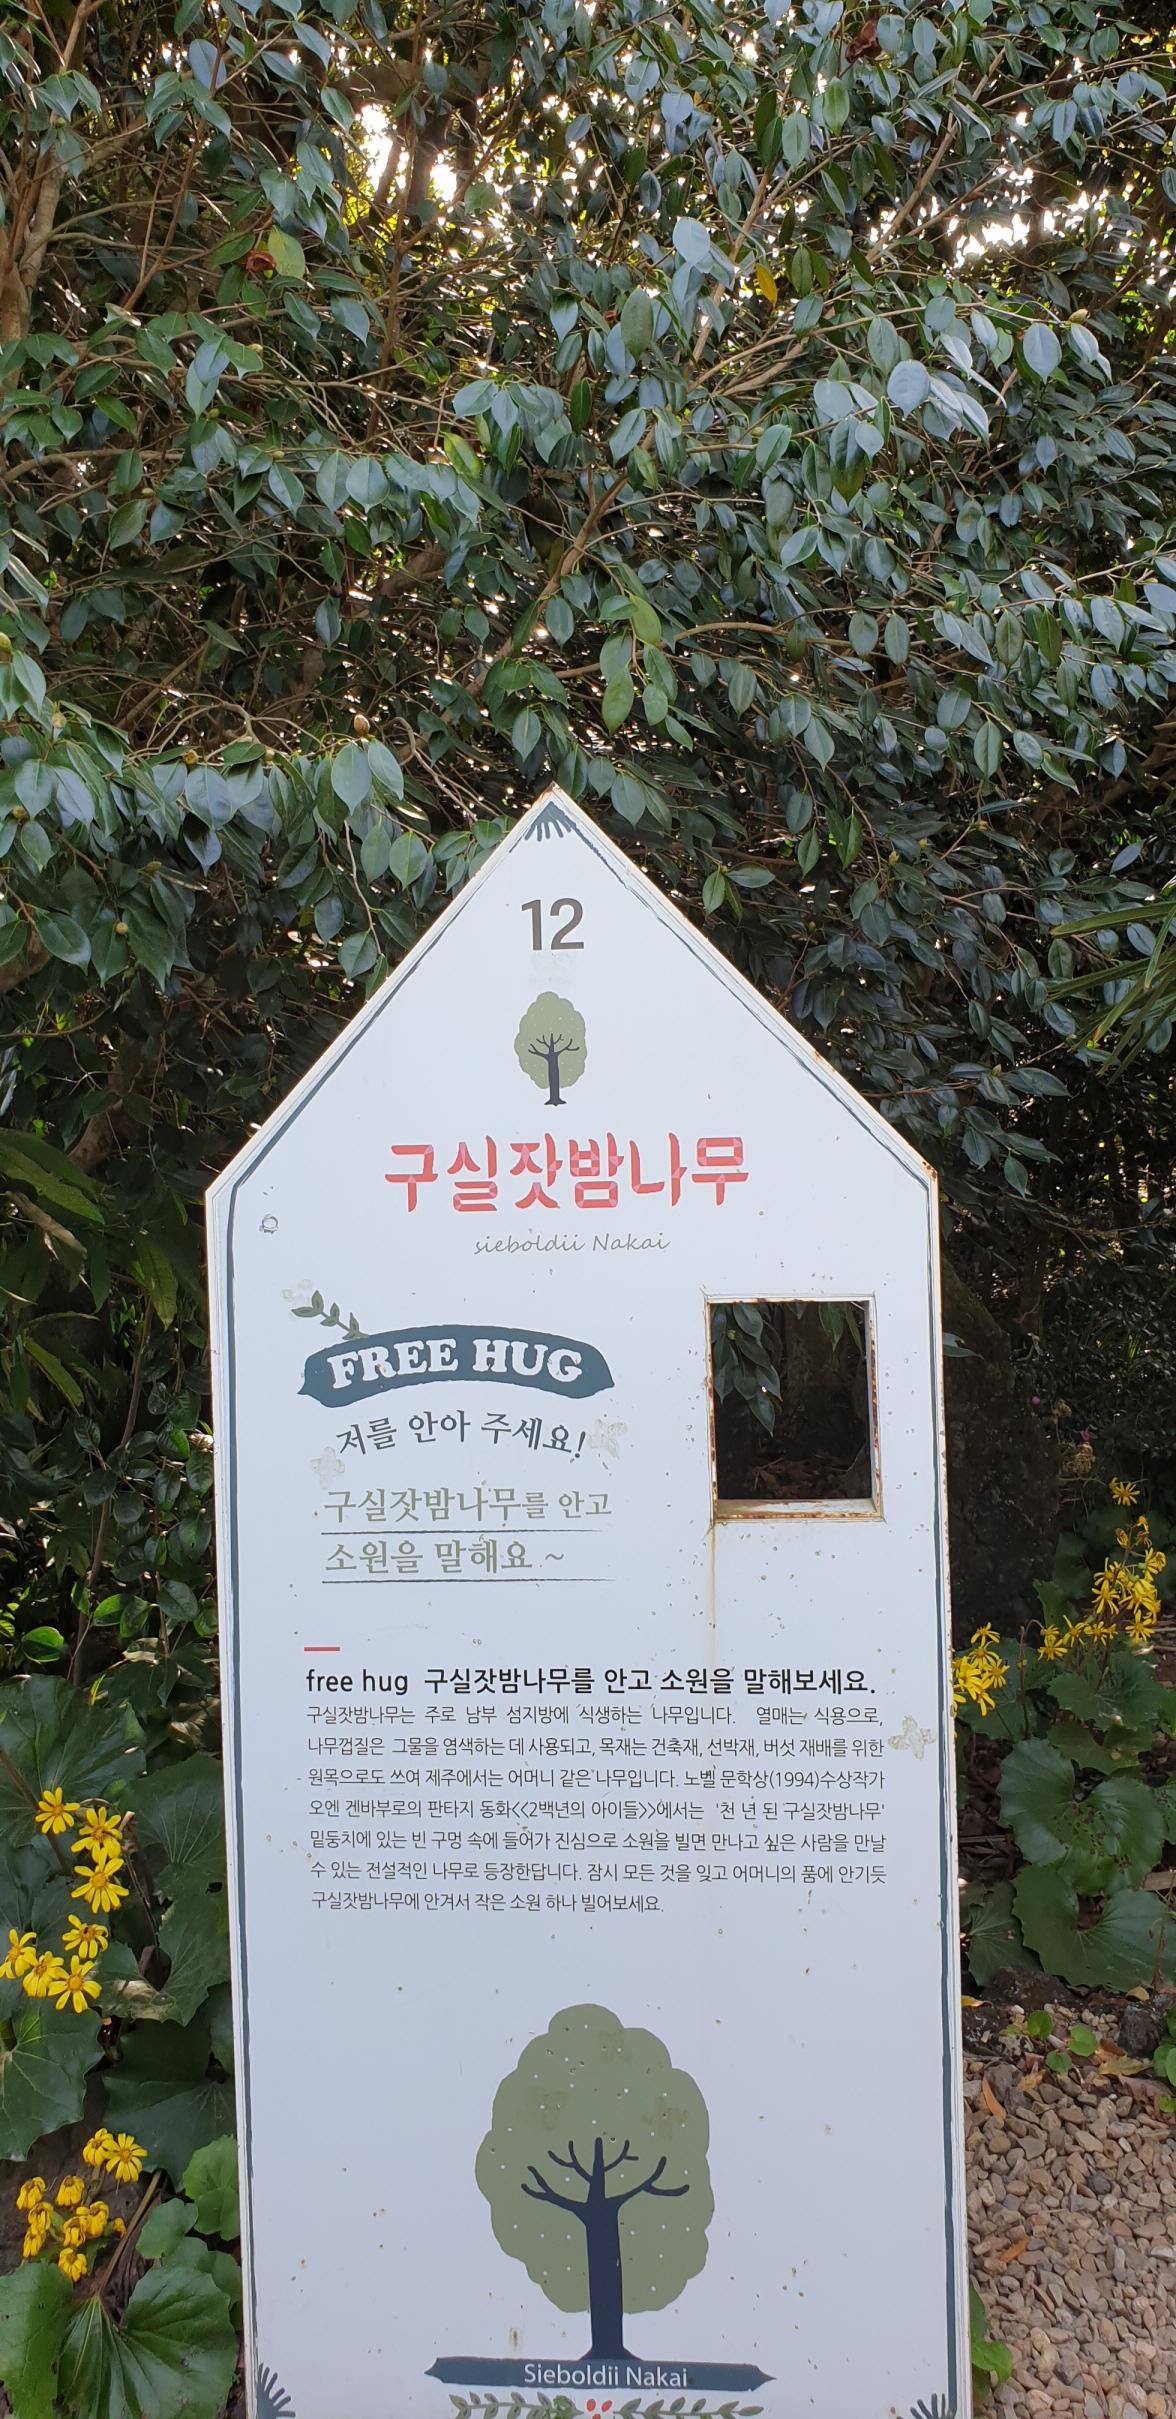 12
구실잣밤나무
sieboldii Nakai
FREE HUG
저를 안아 주세요!
구실잣밤나무를 안고
소원을 말해요 ~
free hug 구실잣밤나무를 안고 소원을 말해보세요.
구실잣밤나무는 주로 남부 섬지방에 식생하는 나무입니다. 열매는 식용으로,
나무껍질은 그물을 염색하는 데 사용되고, 목재는 건축재, 선박재, 버섯 재배를 위한
원목으로도 쓰여 제주에서는 어머니 같은 나무입니다. 노벨 문학상(1994)수상작가
오엔 겐바부로의 판타지 동화<<2백년의 아이들>>에서는 '천 년 된 구실잣밤나무'
밑둥치에 있는 빈 구멍 속에 들어가 진심으로 소원을 빌면 만나고 싶은 사람을 만날
수 있는 전설적인 나무로 등장한답니다. 잠시 모든 것을 잊고 어머니의 품에 안기듯
구실잣밤나무에 안겨서 작은 소원 하나 빌어보세요.
Sieboldii Nakai